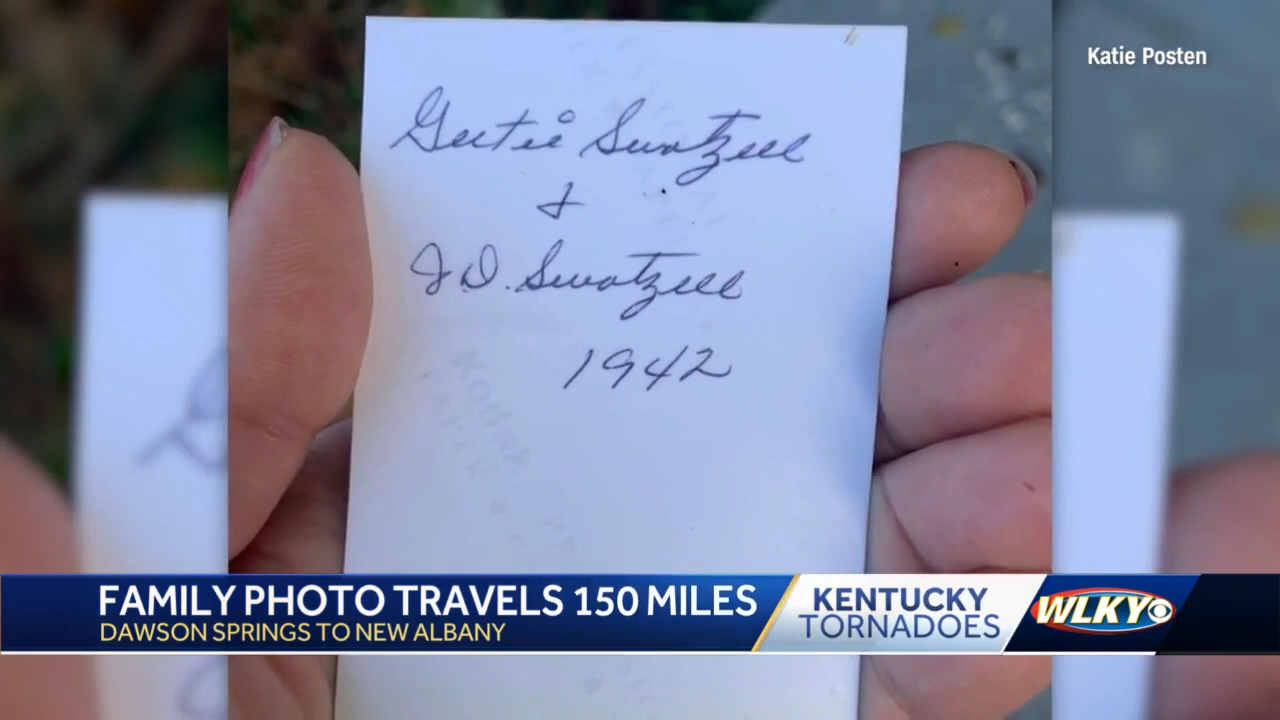 Katie Posten
Gertie Swatzell
&
J.D. Swatzell
1942
Kodak
FAMILY PHOTO TRAVELS 150 MILES
DAWSON SPRINGS TO NEW ALBANY
KENTUCKY
TORNADOES
WLKY